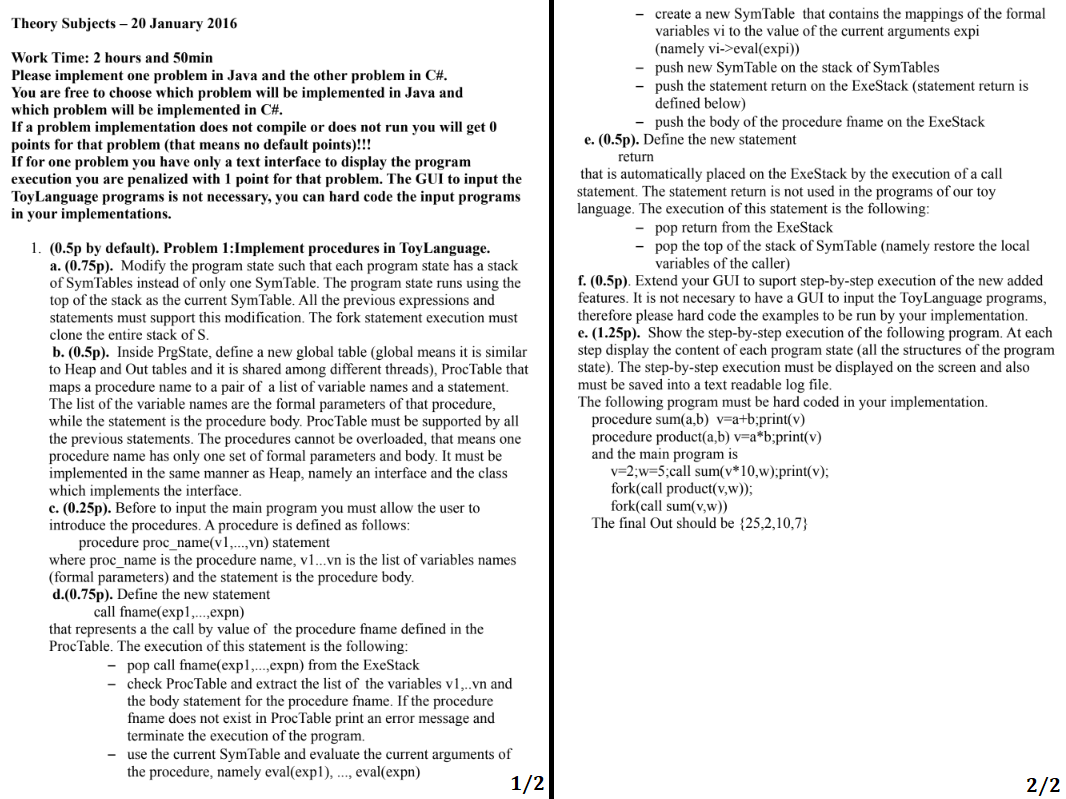 Theory Subjects – 20 January 2016
Work Time: 2 hours and 50min
Please implement one problem in Java and the other problem in C#.
You are free to choose which problem will be implemented in Java and
which problem will be implemented in C#.
If a problem implementation does not compile or does not run you will get 0
points for that problem (that means no default points)!!!
If for one problem you have only a text interface to display the program
execution you are penalized with 1 point for that problem. The GUI to input the
ToyLanguage programs is not necessary, you can hard code the input programs
in your implementations.
1. (0.5p by default). Problem 1:Implement procedures in ToyLanguage.
a. (0.75p). Modify the program state such that each program state has a stack
of SymTables instead of only one SymTable. The program state runs using the
top of the stack as the current SymTable. All the previous expressions and
statements must support this modification. The fork statement execution must
clone the entire stack of S.
b. (0.5p). Inside PrgState, define a new global table (global means it is similar
to Heap and Out tables and it is shared among different threads), ProcTable that
maps a procedure name to a pair of a list of variable names and a statement.
The list of the variable names are the formal parameters of that procedure,
while the statement is the procedure body. ProcTable must be supported by all
the previous statements. The procedures cannot be overloaded, that means one
procedure name has only one set of formal parameters and body. It must be
implemented in the same manner as Heap, namely an interface and the class
which implements the interface.
c. (0.25p). Before to input the main program you must allow the user to
introduce the procedures. A procedure is defined as follows:
procedure proc_name(v1,...,vn) statement
where proc_name is the procedure name, v1...vn is the list of variables names
(formal parameters) and the statement is the procedure body.
d.(0.75p). Define the new statement
call fname(exp1,...,expn)
that represents a the call by value of the procedure fname defined in the
ProcTable. The execution of this statement is the following:
– pop call fname(exp1,...,expn) from the ExeStack
– check ProcTable and extract the list of the variables v1,..vn and
the body statement for the procedure fname. If the procedure
fname does not exist in ProcTable print an error message and
terminate the execution of the program.
– use the current SymTable and evaluate the current arguments of
the procedure, namely eval(exp1), ..., eval(expn)
1/2
– create a new SymTable that contains the mappings of the formal
variables vi to the value of the current arguments expi
(namely vi->eval(expi))
– push new SymTable on the stack of SymTables
– push the statement return on the ExeStack (statement return is
defined below)
– push the body of the procedure fname on the ExeStack
e. (0.5p). Define the new statement
return
that is automatically placed on the ExeStack by the execution of a call
statement. The statement return is not used in the programs of our toy
language. The execution of this statement is the following:
– pop return from the ExeStack
– pop the top of the stack of SymTable (namely restore the local
variables of the caller)
f. (0.5p). Extend your GUI to suport step-by-step execution of the new added
features. It is not necesary to have a GUI to input the ToyLanguage programs,
therefore please hard code the examples to be run by your implementation.
e. (1.25p). Show the step-by-step execution of the following program. At each
step display the content of each program state (all the structures of the program
state). The step-by-step execution must be displayed on the screen and also
must be saved into a text readable log file.
The following program must be hard coded in your implementation.
procedure sum(a,b) v=a+b;print(v)
procedure product(a,b) v=a*b;print(v)
and the main program is
v=2;w=5;call sum(v*10,w);print(v);
fork(call product(v,w));
fork(call sum(v,w))
The final Out should be {25,2,10,7}
2/2